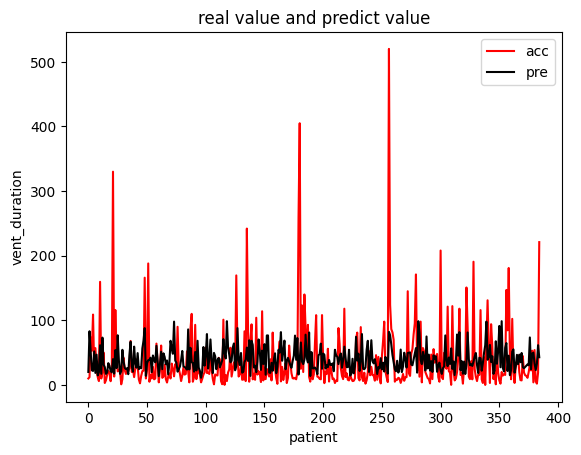 real value and predict value
acc
pre
500
400
300
200
100
0
vent_duration
0 50 100 150 200 250 300 350 400
patient